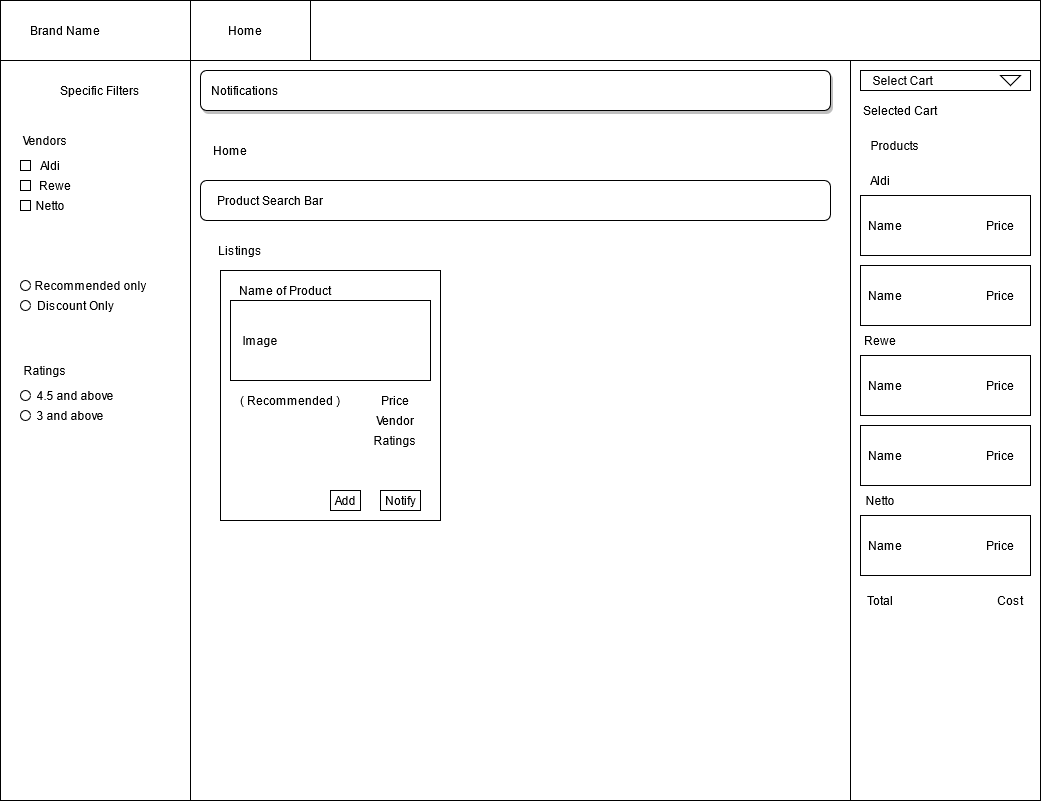 Brand Name
Home
Specific Filters
Vendors
Aldi
Rewe
Netto
Recommended only
Discount Only
Ratings
4.5 and above
3 and above
Notifications
Home
Product Search Bar
Listings
Name of Product
Image
( Recommended ) Price
Vendor
Ratings
Add Notify
Select Cart
Selected Cart
Products
Aldi
Name Price
Name Price
Rewe
Name Price
Name Price
Netto
Name Price
Total Cost